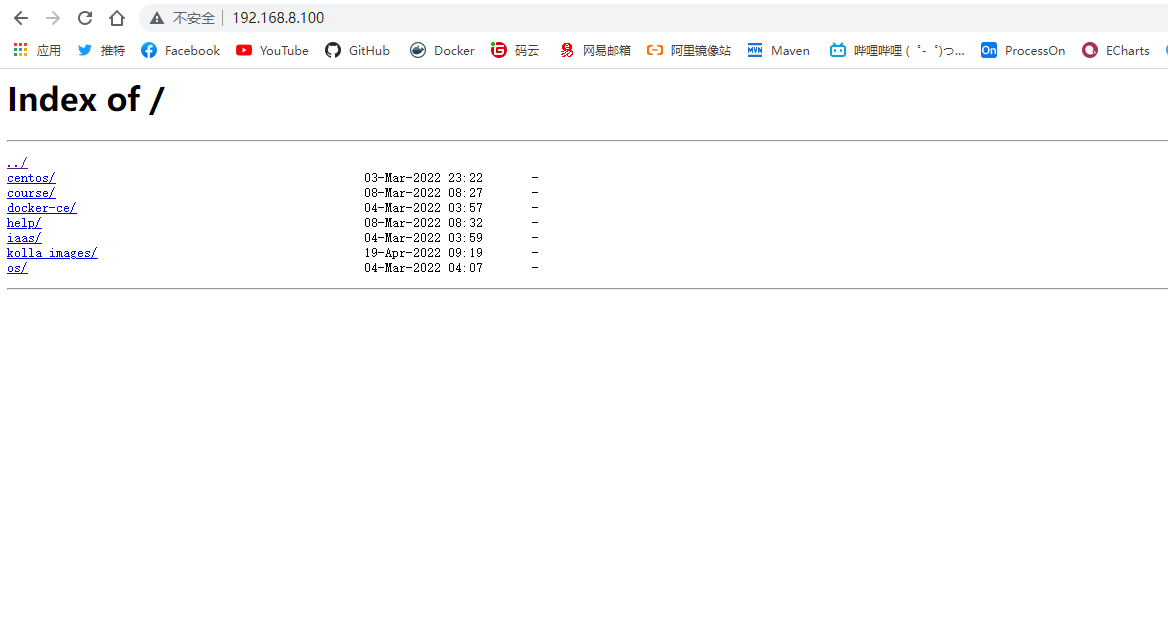 不安全 | 192.168.8.100
应用 推特 Facebook YouTube GitHub Docker 码云 网易邮箱 阿里镜像站 Maven 哔哩哔哩 ( ゜- ゜)つ... ProcessOn ECharts
Index of /
../
centos/ 03-Mar-2022 23:22 -
course/ 08-Mar-2022 08:27 -
docker-ce/ 04-Mar-2022 03:57 -
help/ 08-Mar-2022 08:32 -
iaas/ 04-Mar-2022 03:59 -
kolla_images/ 19-Apr-2022 09:19 -
os/ 04-Mar-2022 04:07 -